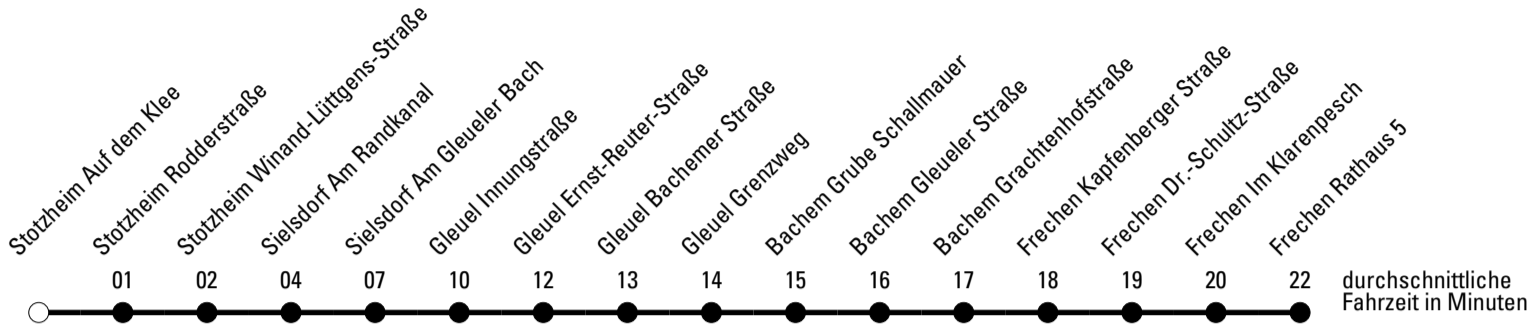 Stotzheim Auf dem Klee
Stotzheim Rodderstraße
Stotzheim Winand-Lüttgens-Straße
Sielsdorf Am Randkanal
Sielsdorf Am Gleueler Bach
Gleuel Innungstraße
Gleuel Ernst-Reuter-Straße
Gleuel Bachemer Straße
Gleuel Grenzweg
Bachem Grube Schallmauer
Bachem Gleueler Straße
Bachem Grachtenhofstraße
Frechen Kapfenberger Straße
Frechen Dr.-Schultz-Straße
Frechen Im Klarenpesch
Frechen Rathaus 5
01 02 04 07 10 12 13 14 15 16 17 18 19 20 22
durchschnittliche
Fahrzeit in Minuten